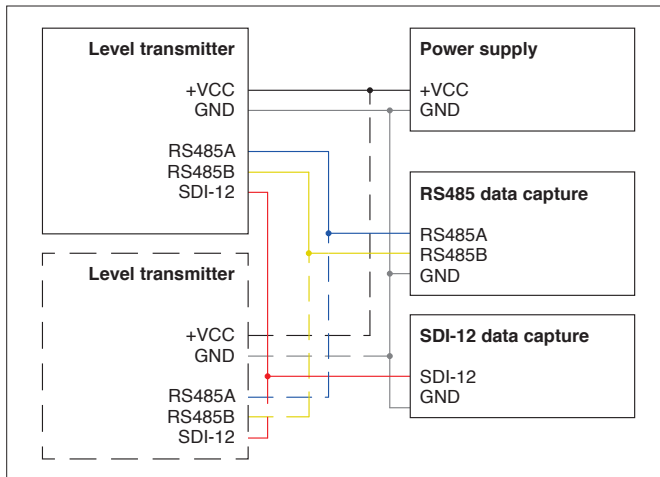 Level transmitter
+VCC
GND
RS485A
RS485B
SDI-12
Level transmitter
+VCC
GND
RS485A
RS485B
SDI-12
Power supply
+VCC
GND
RS485 data capture
RS485A
RS485B
GND
SDI-12 data capture
SDI-12
GND